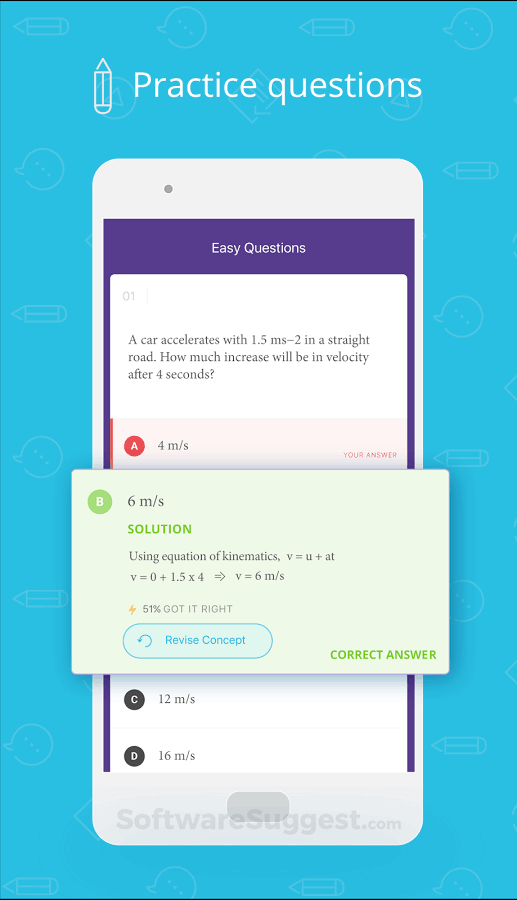 Practice questions
Easy Questions
01
A car accelerates with 1.5 ms−2 in a straight
road. How much increase will be in velocity
after 4 seconds?
A 4 m/s
YOUR ANSWER
B 6 m/s
SOLUTION
Using equation of kinematics, v = u + at
v = 0 + 1.5 x 4 ⇒ v = 6 m/s
51% GOT IT RIGHT
Revise Concept
CORRECT ANSWER
C 12 m/s
D 16 m/s
SoftwareSuggest.com